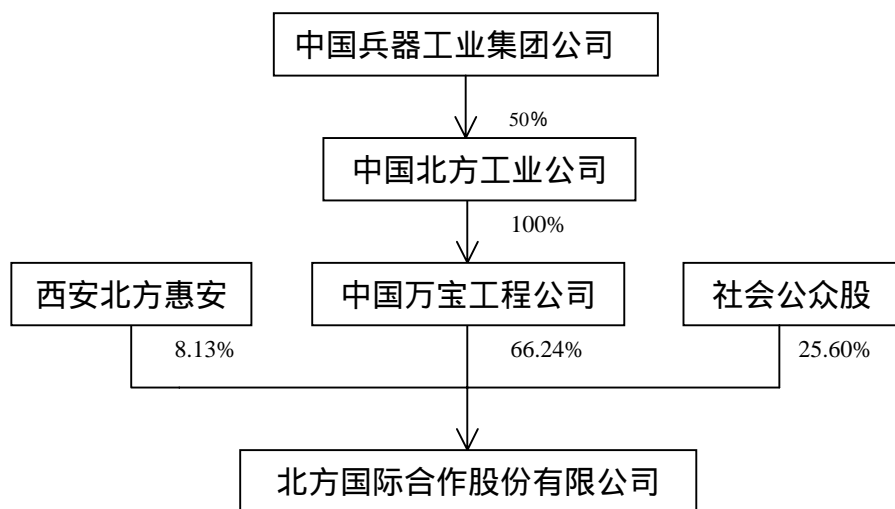 中国兵器工业集团公司
50%
中国北方工业公司
100%
西安北方惠安
中国万宝工程公司
社会公众股
8.13%
66.24%
25.60%
北方国际合作股份有限公司